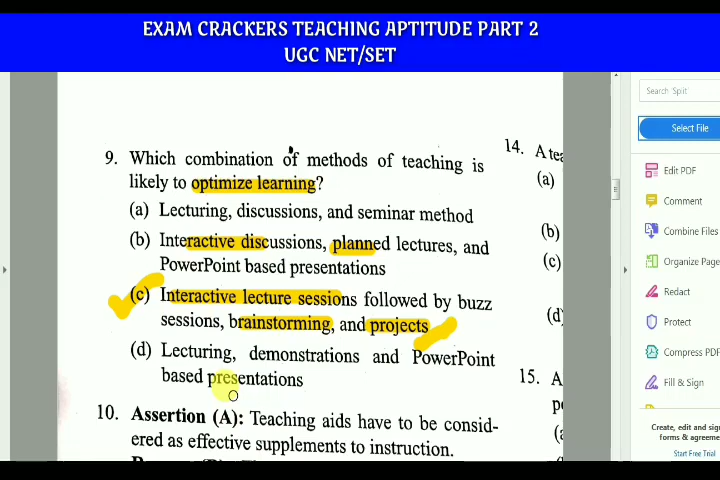 EXAM CRACKERS TEACHING APTITUDE PART 2
UGC NET/SET
9. Which combination of methods of teaching is
likely to optimize learning?
(a) Lecturing, discussions, and seminar method
(b) Interactive discussions, planned lectures, and
PowerPoint based presentations
(c) Interactive lecture sessions followed by buzz
sessions, brainstorming, and projects
(d) Lecturing, demonstrations and PowerPoint
based presentations
10. Assertion (A): Teaching aids have to be consid-
ered as effective supplements to instruction.
14. A tea
(a)
(b)
(c)
(d)
15. A
(a
Search 'Split
Select File
Edit PDF
Comment
Combine Files
Organize Page
Redact
Protect
Compress PDF
Fill & Sign
Create, edit and sig
forms & agreeme
Start Free Trial